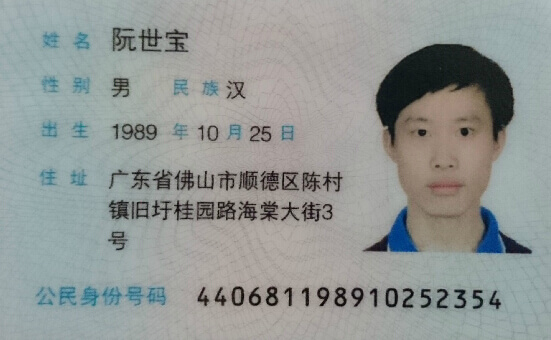 姓名 阮世宝
性别 男 民族 汉
出生 1989 年 10 月 25 日
住址 广东省佛山市顺德区陈村
镇旧圩桂园路海棠大街3
号
公民身份号码 440681198910252354